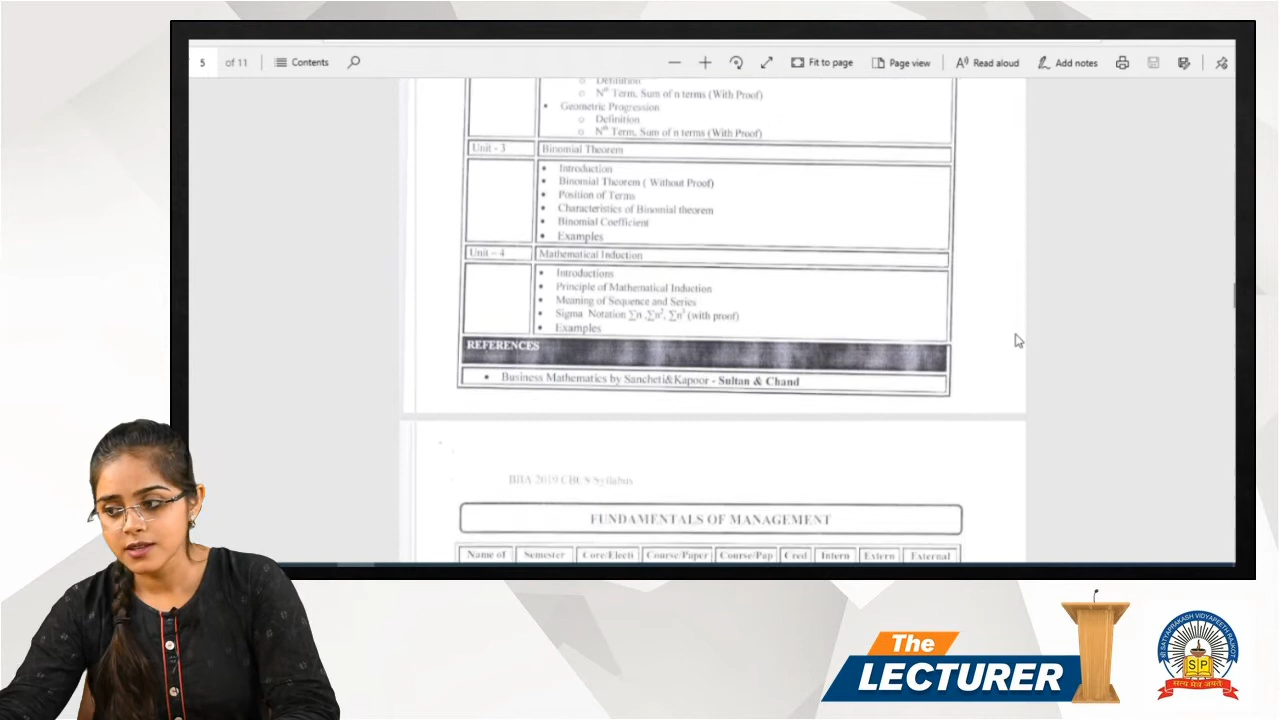 5 of 11 Contents Fit to page Page view Read aloud Add notes
Definition
Nth Term, Sum of n terms (With Proof)
Geometric Progression
Definition
Nth Term, Sum of n terms (With Proof)
Unit - 3 Binomial Theorem
Introduction
Binomial Theorem ( Without Proof)
Position of Terms
Characteristics of Binomial theorem
Binomial Coefficient
Examples
Unit – 4 Mathematical Induction
Introductions
Principle of Mathematical Induction
Meaning of Sequence and Series
Sigma Notation ∑n ,∑n², ∑n³ (with proof)
Examples
REFERENCES
Business Mathematics by Sancheti&Kapoor - Sultan & Chand
BBA 2019 CBCS Syllabus
FUNDAMENTALS OF MANAGEMENT
Name of Semester Core/Electi Course/Paper Course/Pap Cred Intern Extern External
The
LECTURER
SP
सत्यमेव जयते